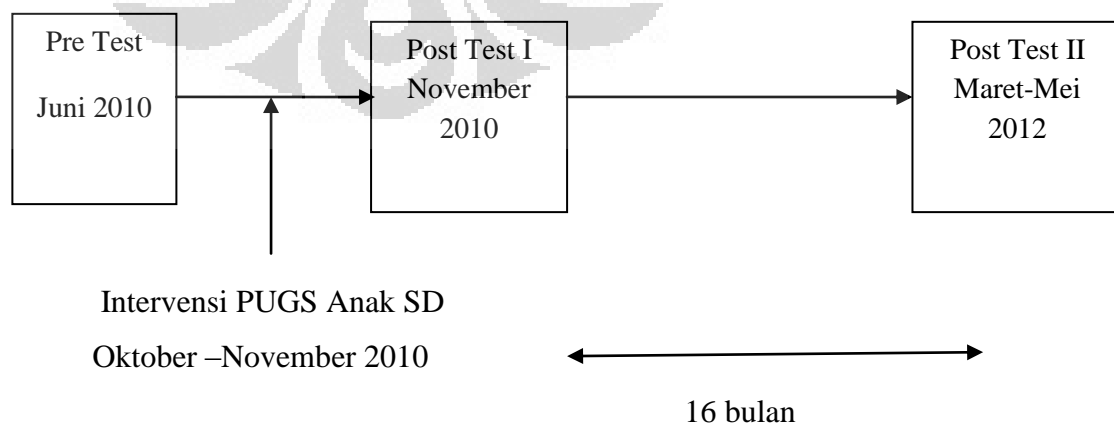 Pre Test
Juni 2010
Post Test I
November
2010
Post Test II
Maret-Mei
2012
Intervensi PUGS Anak SD
Oktober –November 2010
16 bulan